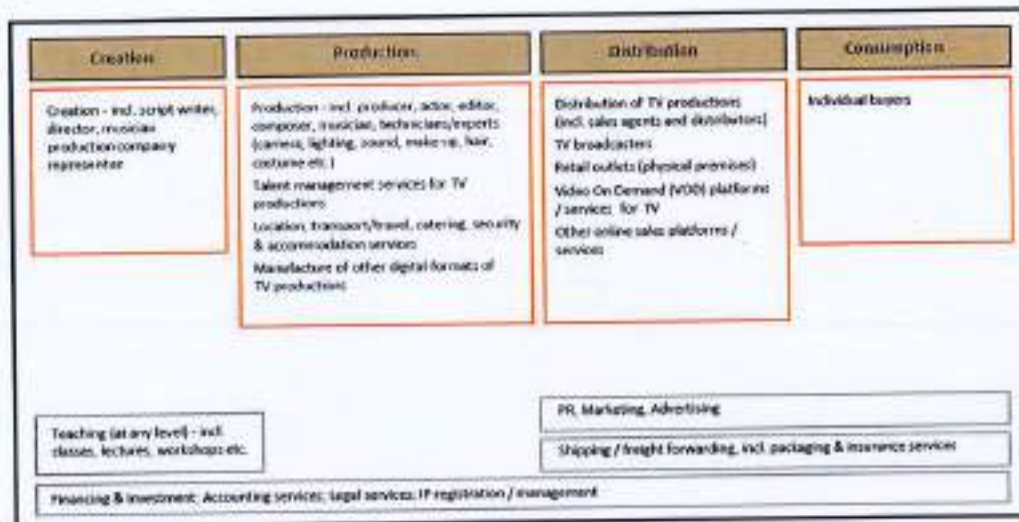 Creation
Creation - incl. script writer,
director, musician
production company
representor
Production
Production - incl. producer, actor, editor,
composer, musician, technicians/experts
(camera, lighting, sound, make up, hair,
costume etc.)
Talent management services for TV
productions
Location, transport/travel, catering, security
& accommodation services
Manufacture of other digital formats of
TV productions
Distribution
Distribution of TV productions
(incl. sales agents and distributors)
TV broadcasters
Retail outlets (physical premises)
Video On Demand (VOD) platforms
/ services for TV
Other online sales platforms /
services
Consumption
Individual buyers
Teaching (at any level) - incl
classes, lectures, workshops etc.
PR, Marketing, Advertising
Shipping / freight forwarding, incl. packaging & insurance services
Financing & Investment; Accounting services; Legal services; IP registration / management